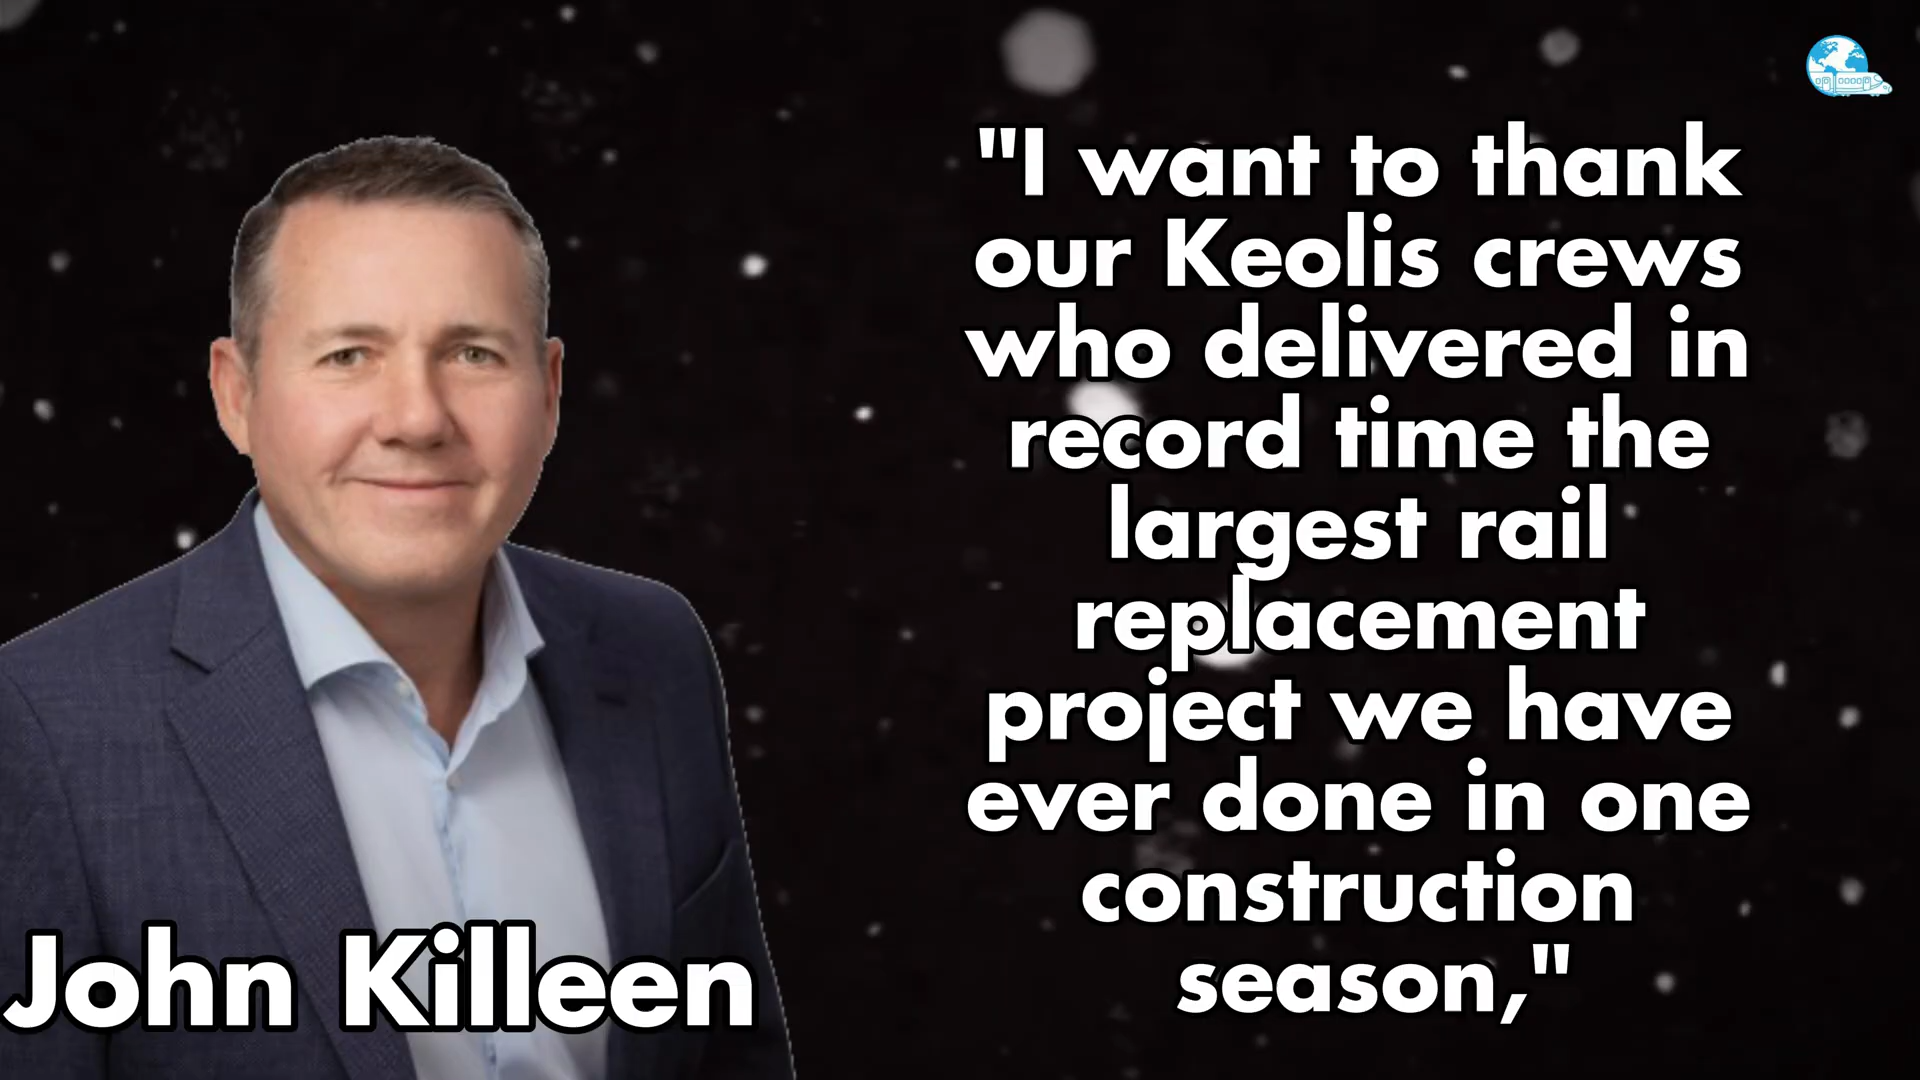 "I want to thank
our Keolis crews
who delivered in
record time the
largest rail
replacement
project we have
ever done in one
construction
season,"
John Killeen